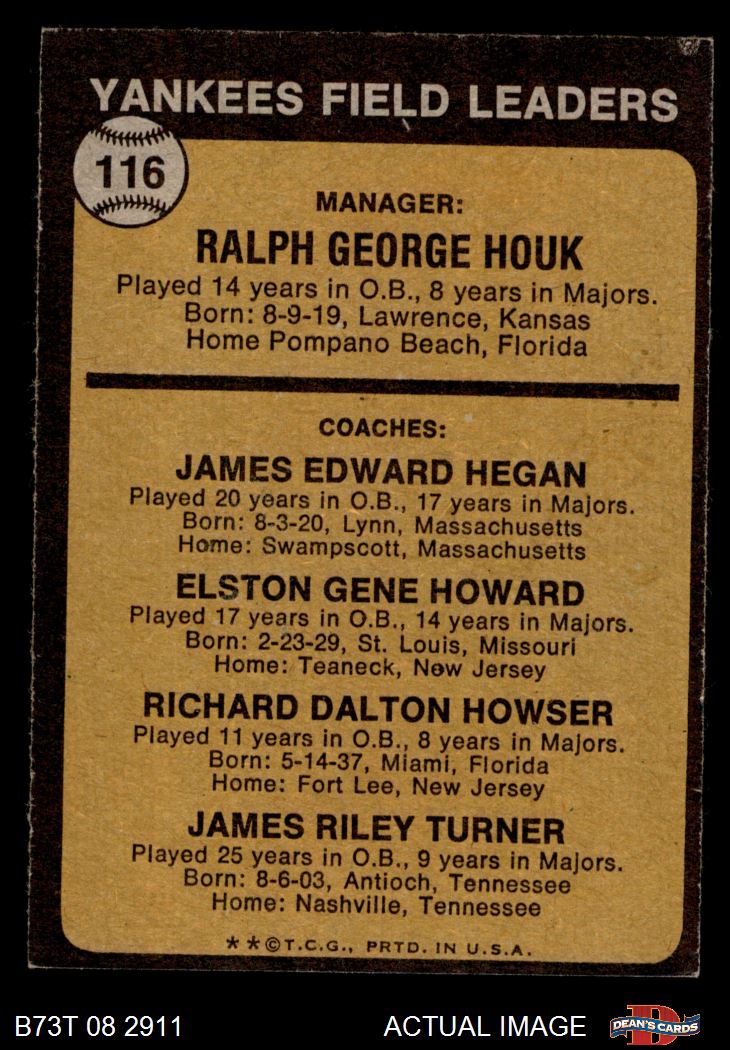 YANKEES FIELD LEADERS
116
MANAGER:
RALPH GEORGE HOUK
Played 14 years in O.B., 8 years in Majors.
Born: 8-9-19, Lawrence, Kansas
Home Pompano Beach, Florida
COACHES:
JAMES EDWARD HEGAN
Played 20 years in O.B., 17 years in Majors.
Born: 8-3-20, Lynn, Massachusetts
Home: Swampscott, Massachusetts
ELSTON GENE HOWARD
Played 17 years in O.B., 14 years in Majors.
Born: 2-23-29, St. Louis, Missouri
Home: Teaneck, New Jersey
RICHARD DALTON HOWSER
Played 11 years in O.B., 8 years in Majors.
Born: 5-14-37, Miami, Florida
Home: Fort Lee, New Jersey
JAMES RILEY TURNER
Played 25 years in O.B., 9 years in Majors.
Born: 8-6-03, Antioch, Tennessee
Home: Nashville, Tennessee
**©T.C.G., PRTD. IN U.S.A.
B73T 08 2911 ACTUAL IMAGE DEAN'S CARDS